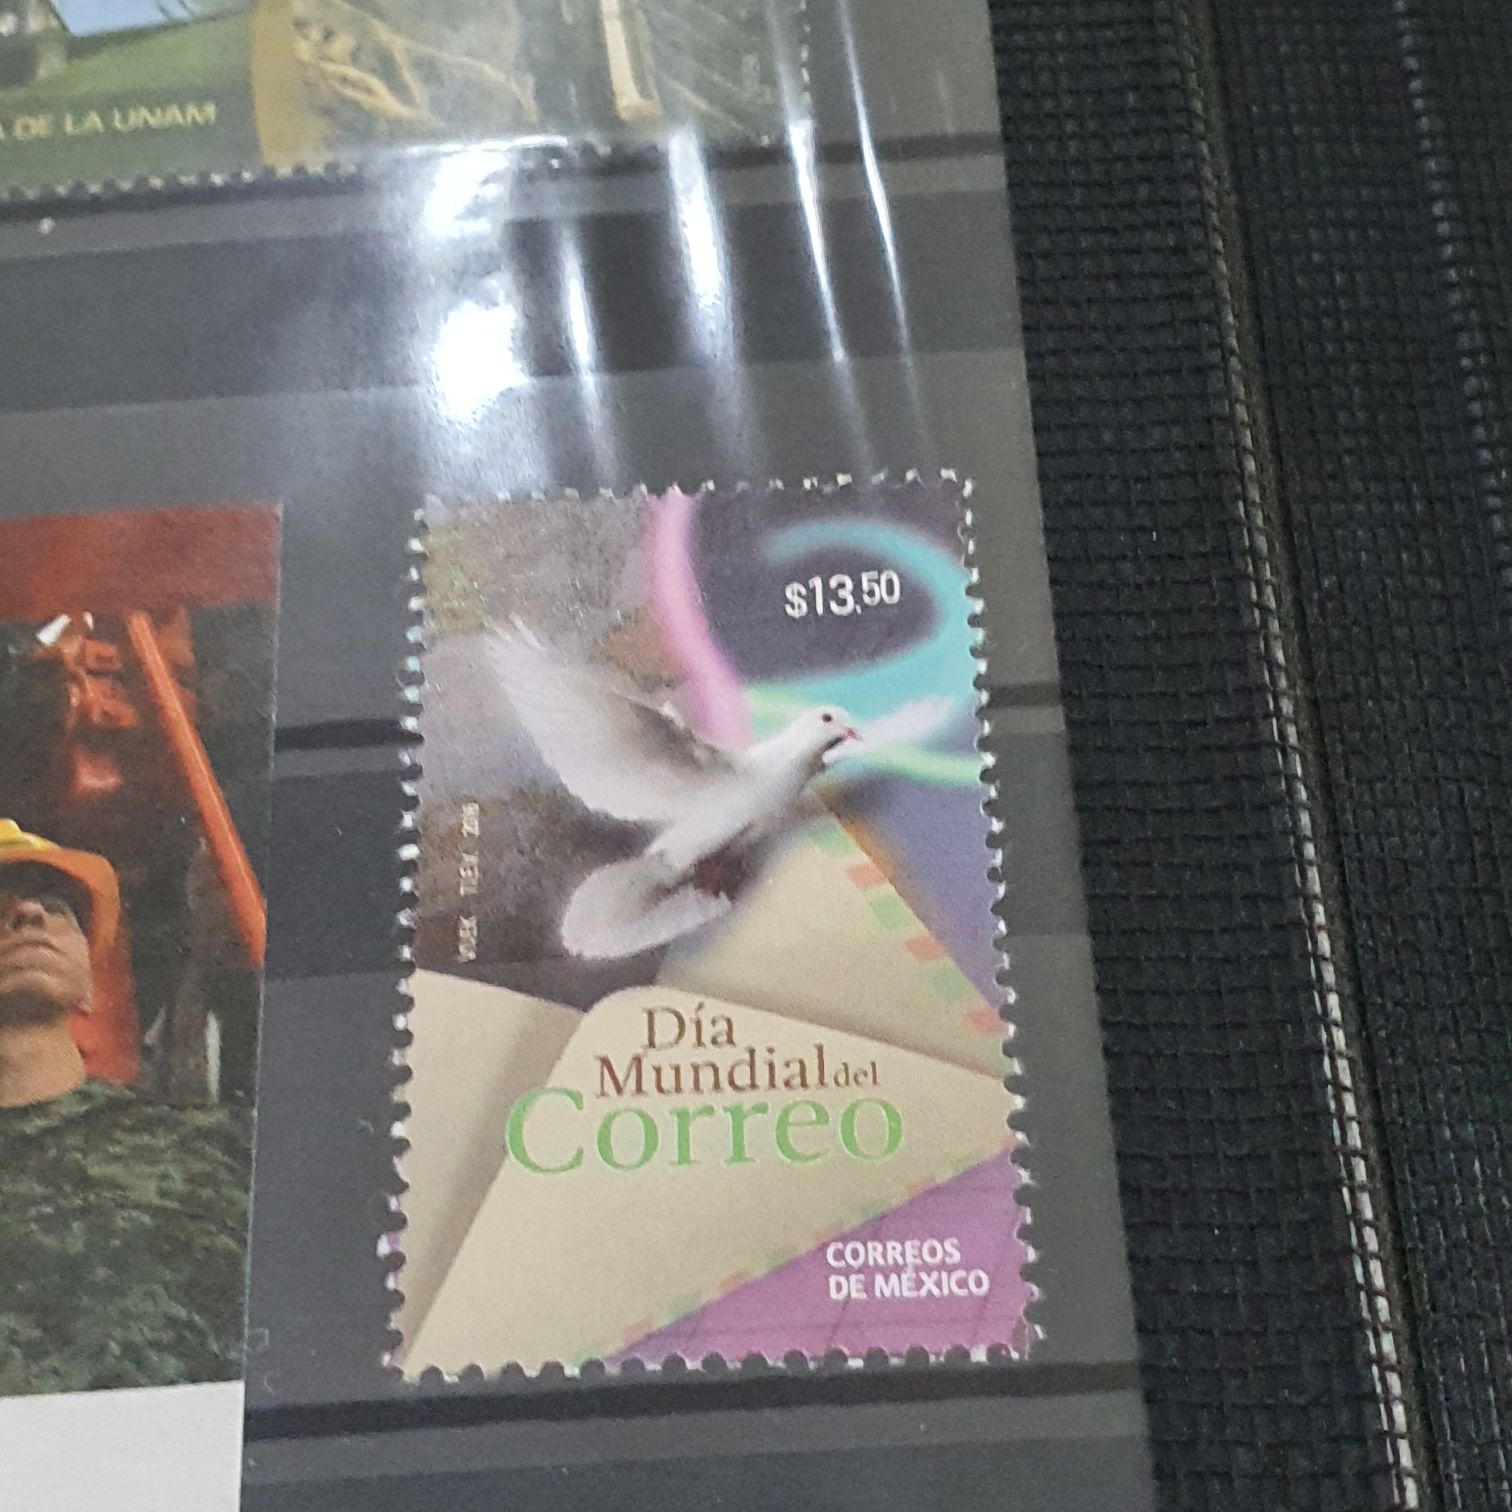 A DE LA UNAM
$13.50
Día
Mundial del
Correo
CORREOS
DE MÉXICO